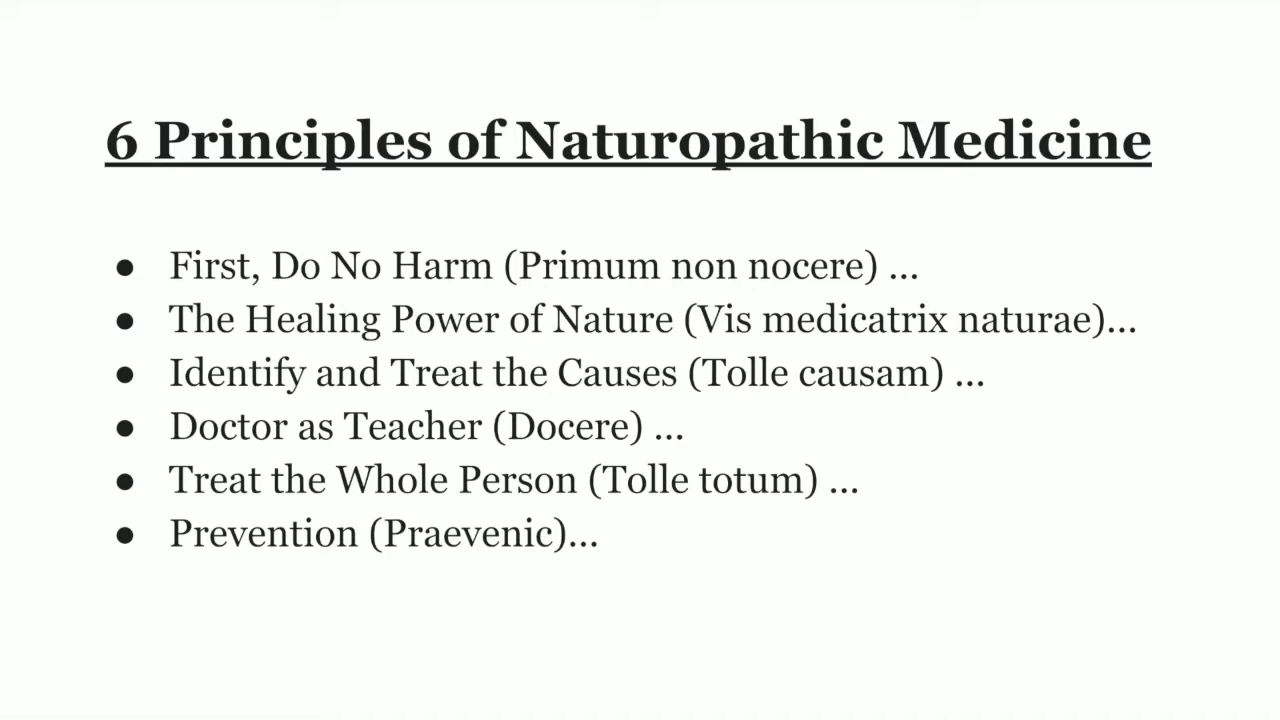 6 Principles of Naturopathic Medicine
● First, Do No Harm (Primum non nocere) ...
● The Healing Power of Nature (Vis medicatrix naturae)...
● Identify and Treat the Causes (Tolle causam) ...
● Doctor as Teacher (Docere) ...
● Treat the Whole Person (Tolle totum) ...
● Prevention (Praevenic)...